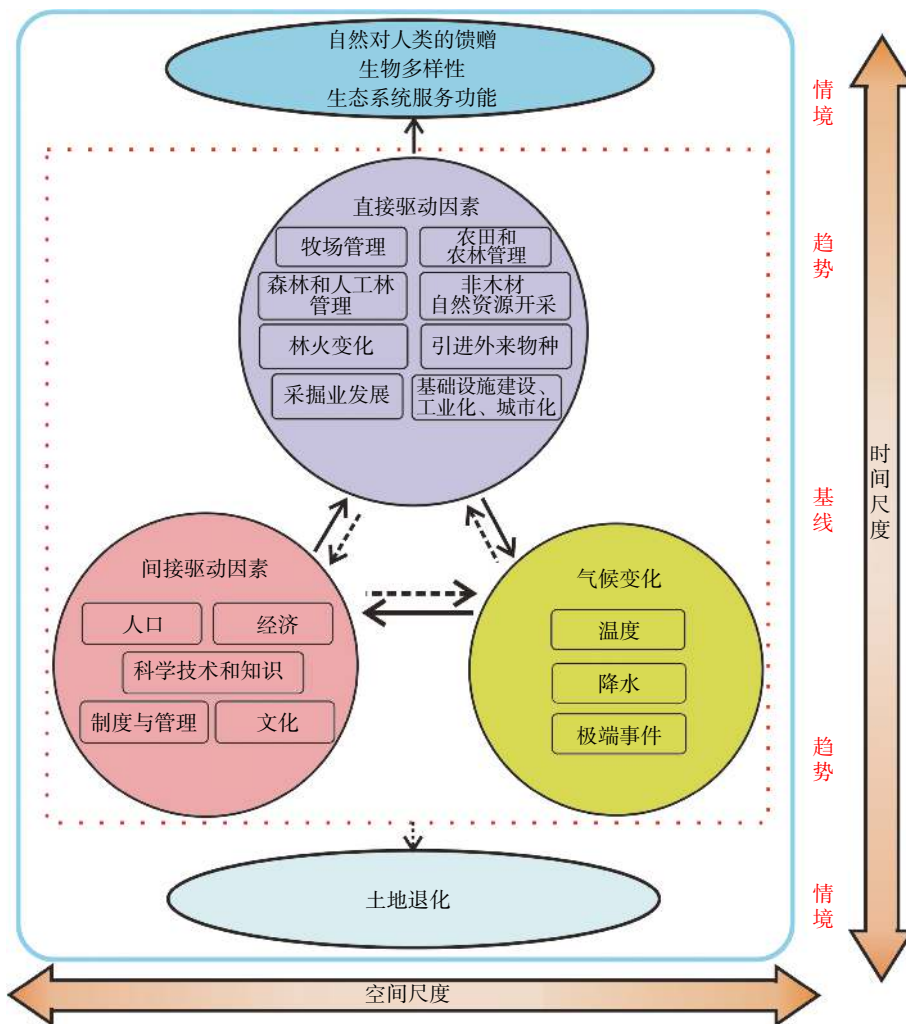 自然对人类的馈赠
生物多样性
生态系统服务功能
情境
直接驱动因素
牧场管理
农田和
农林管理
趋势
森林和人工林
管理
非木材
自然资源开采
林火变化
引进外来物种
采掘业发展
基础设施建设、
工业化、城市化
时间尺度
基线
间接驱动因素
人口
经济
科学技术和知识
制度与管理
文化
气候变化
温度
降水
极端事件
趋势
土地退化
情境
空间尺度